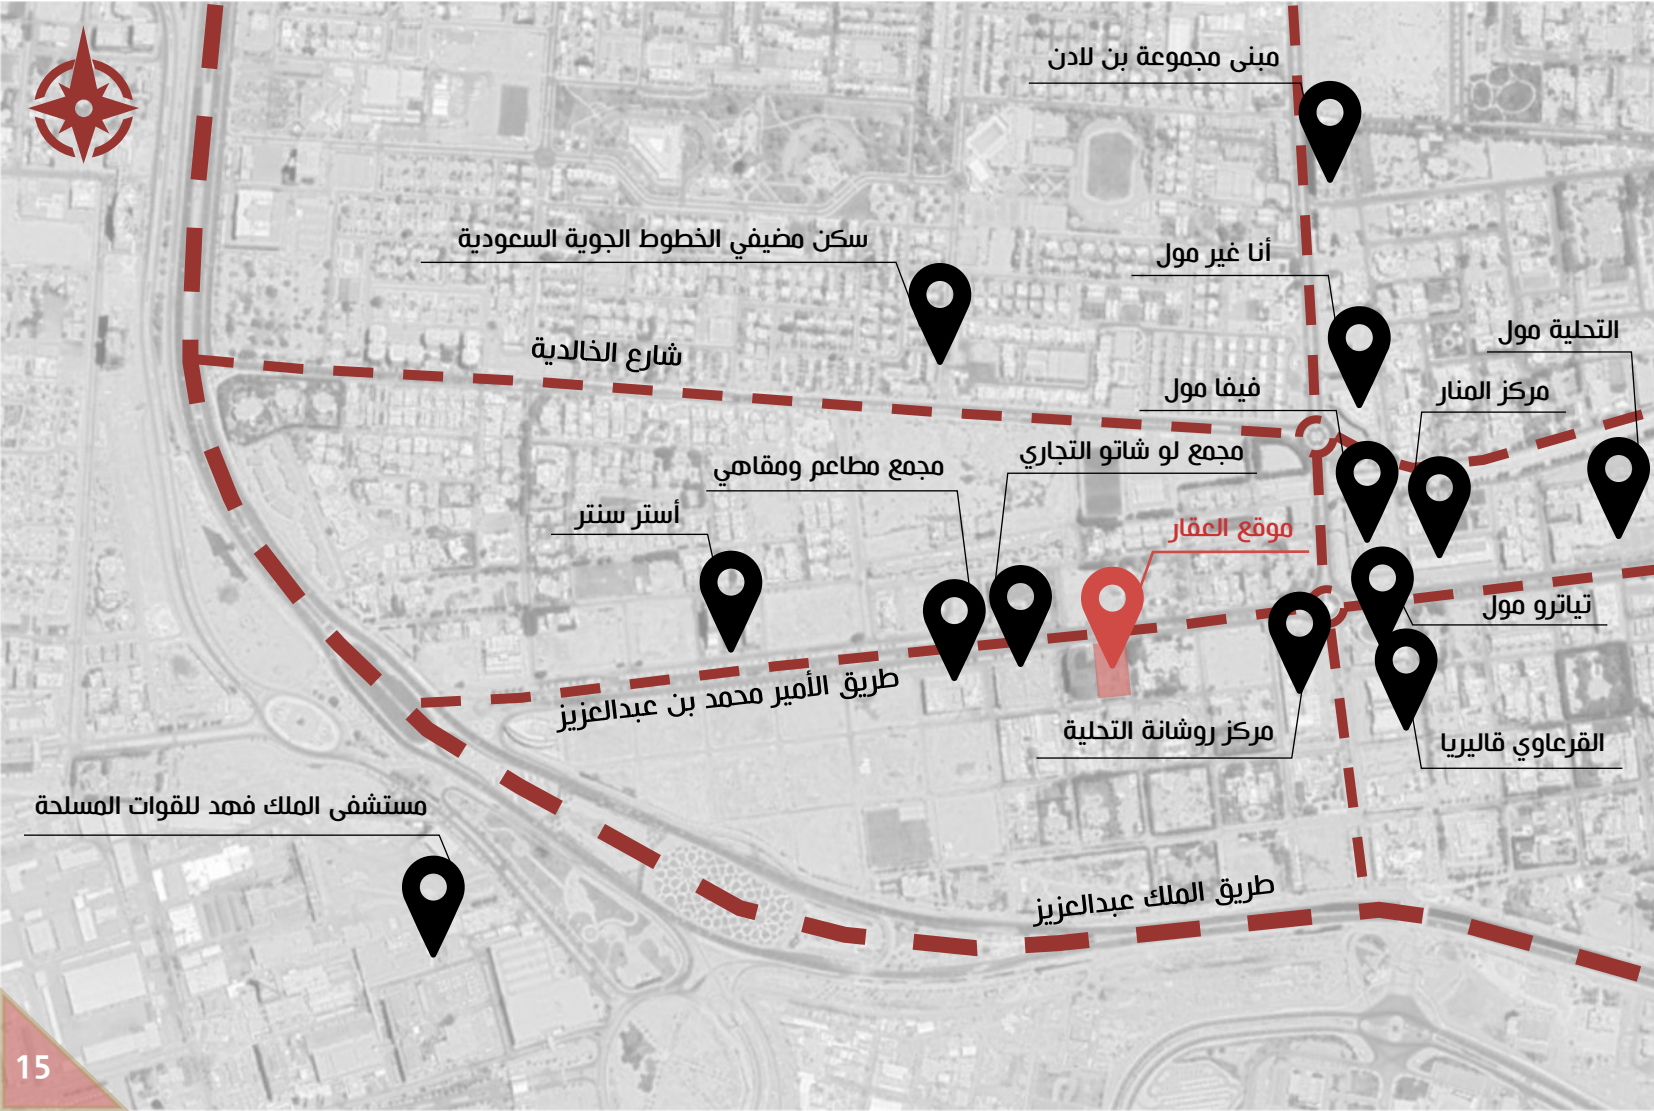 مبنى مجموعة بن لادن
سكن مضيفي الخطوط الجوية السعودية
أنا غير مول
التحلية مول
شارع الخالدية
فيفا مول
مركز المنار
مجمع لو شاتو التجاري
مجمع مطاعم ومقاهي
أستر سنتر
موقع العقار
تياترو مول
طريق الأمير محمد بن عبدالعزيز
مركز روشانة التحلية
القرعاوي قاليريا
مستشفى الملك فهد للقوات المسلحة
طريق الملك عبدالعزيز
15